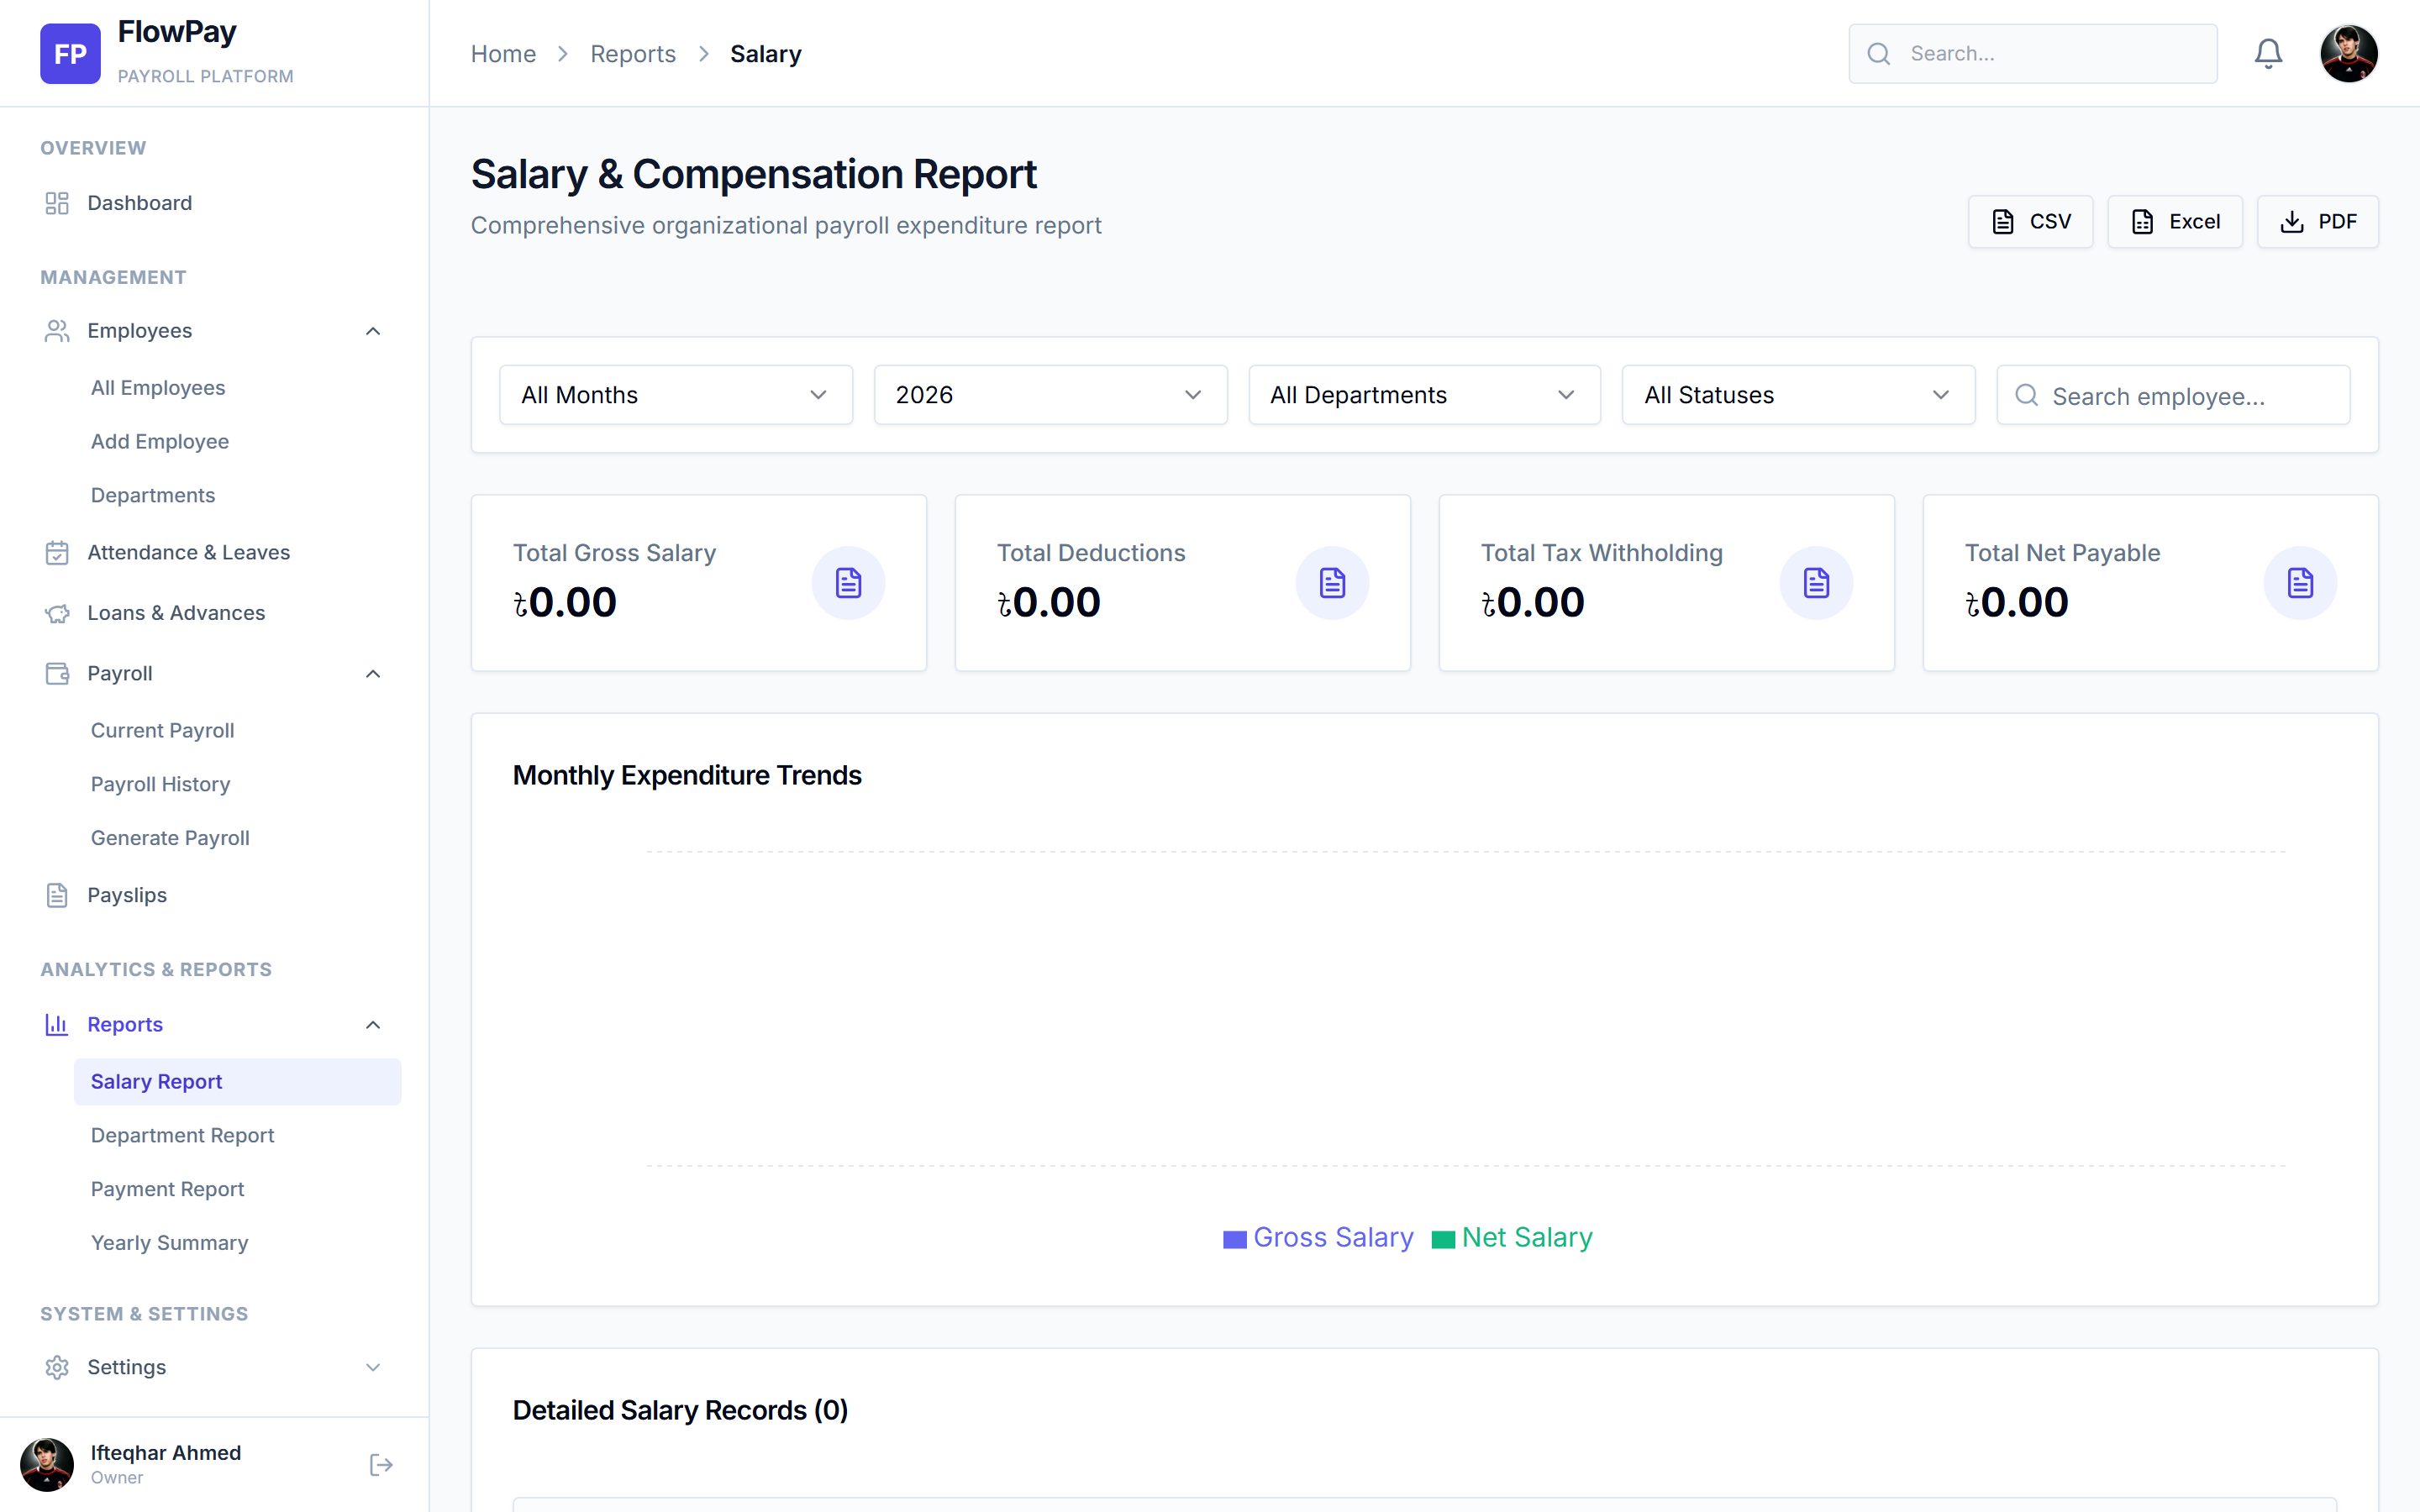 FP
FlowPay
PAYROLL PLATFORM
OVERVIEW
Dashboard
MANAGEMENT
Employees
All Employees
Add Employee
Departments
Attendance & Leaves
Loans & Advances
Payroll
Current Payroll
Payroll History
Generate Payroll
Payslips
ANALYTICS & REPORTS
Reports
Salary Report
Department Report
Payment Report
Yearly Summary
SYSTEM & SETTINGS
Settings
Ifteqhar Ahmed
Owner
Home > Reports > Salary
Search...
Salary & Compensation Report
Comprehensive organizational payroll expenditure report
CSV Excel PDF
All Months 2026 All Departments All Statuses Search employee...
Total Gross Salary
৳0.00
Total Deductions
৳0.00
Total Tax Withholding
৳0.00
Total Net Payable
৳0.00
Monthly Expenditure Trends
Gross Salary Net Salary
Detailed Salary Records (0)